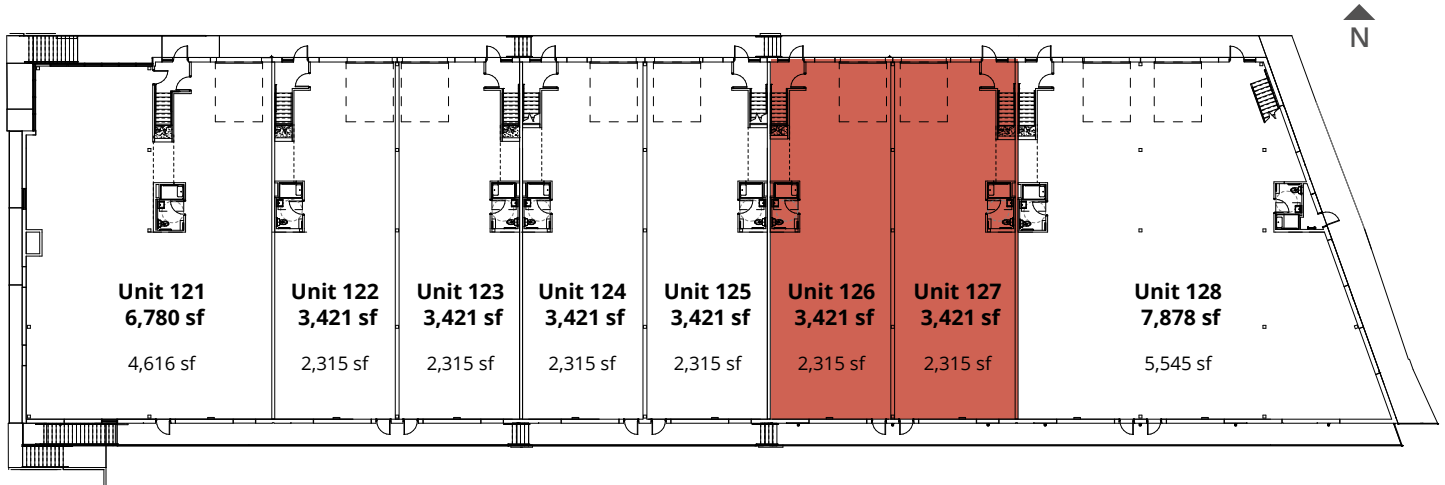 N
Unit 121
6,780 sf
4,616 sf
Unit 122
3,421 sf
2,315 sf
Unit 123
3,421 sf
2,315 sf
Unit 124
3,421 sf
2,315 sf
Unit 125
3,421 sf
2,315 sf
Unit 126
3,421 sf
2,315 sf
Unit 127
3,421 sf
2,315 sf
Unit 128
7,878 sf
5,545 sf